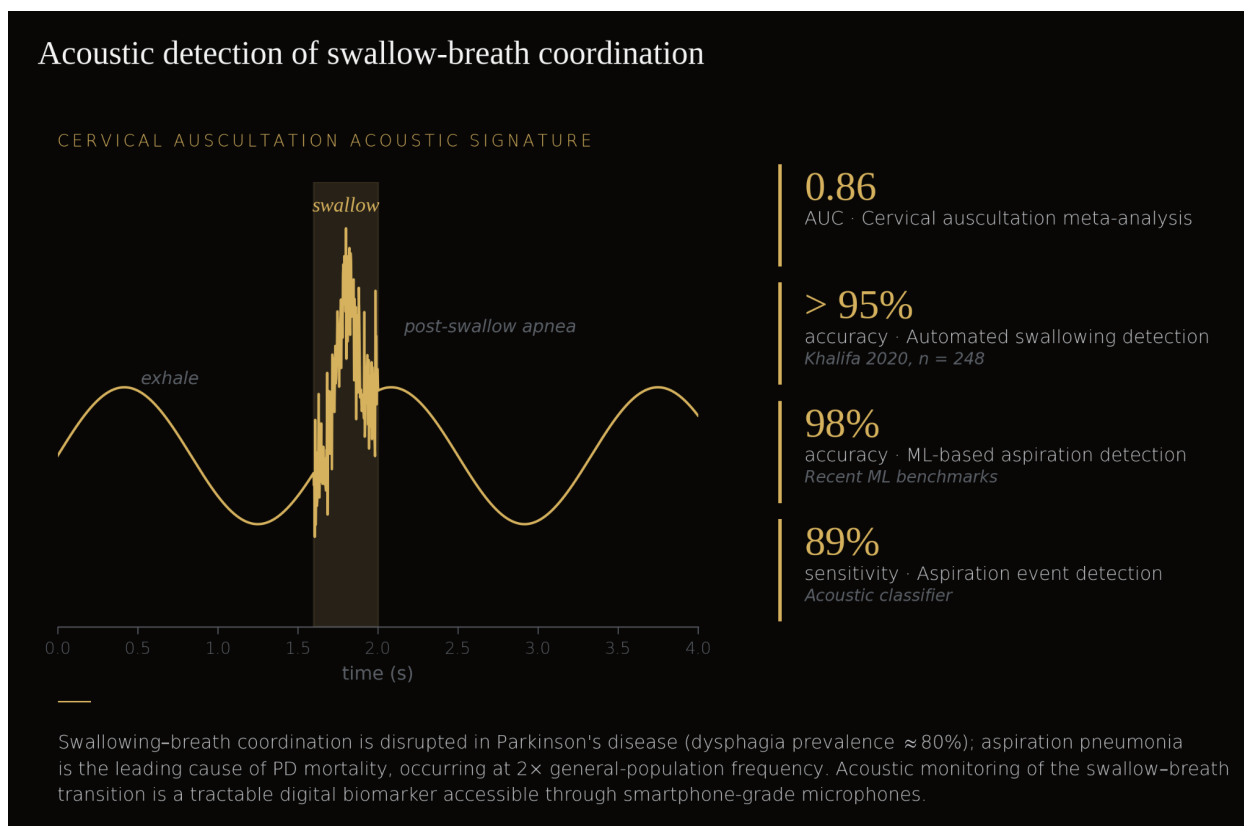 Acoustic detection of swallow-breath coordination
CERVICAL AUSCULTATION ACOUSTIC SIGNATURE
swallow
post-swallow apnea
exhale
0.0 0.5 1.0 1.5 2.0 2.5 3.0 3.5 4.0
time (s)
0.86
AUC · Cervical auscultation meta-analysis
> 95%
accuracy · Automated swallowing detection
Khalifa 2020, n = 248
98%
accuracy · ML-based aspiration detection
Recent ML benchmarks
89%
sensitivity · Aspiration event detection
Acoustic classifier
Swallowing–breath coordination is disrupted in Parkinson's disease (dysphagia prevalence ≈80%); aspiration pneumonia
is the leading cause of PD mortality, occurring at 2× general-population frequency. Acoustic monitoring of the swallow–breath
transition is a tractable digital biomarker accessible through smartphone-grade microphones.